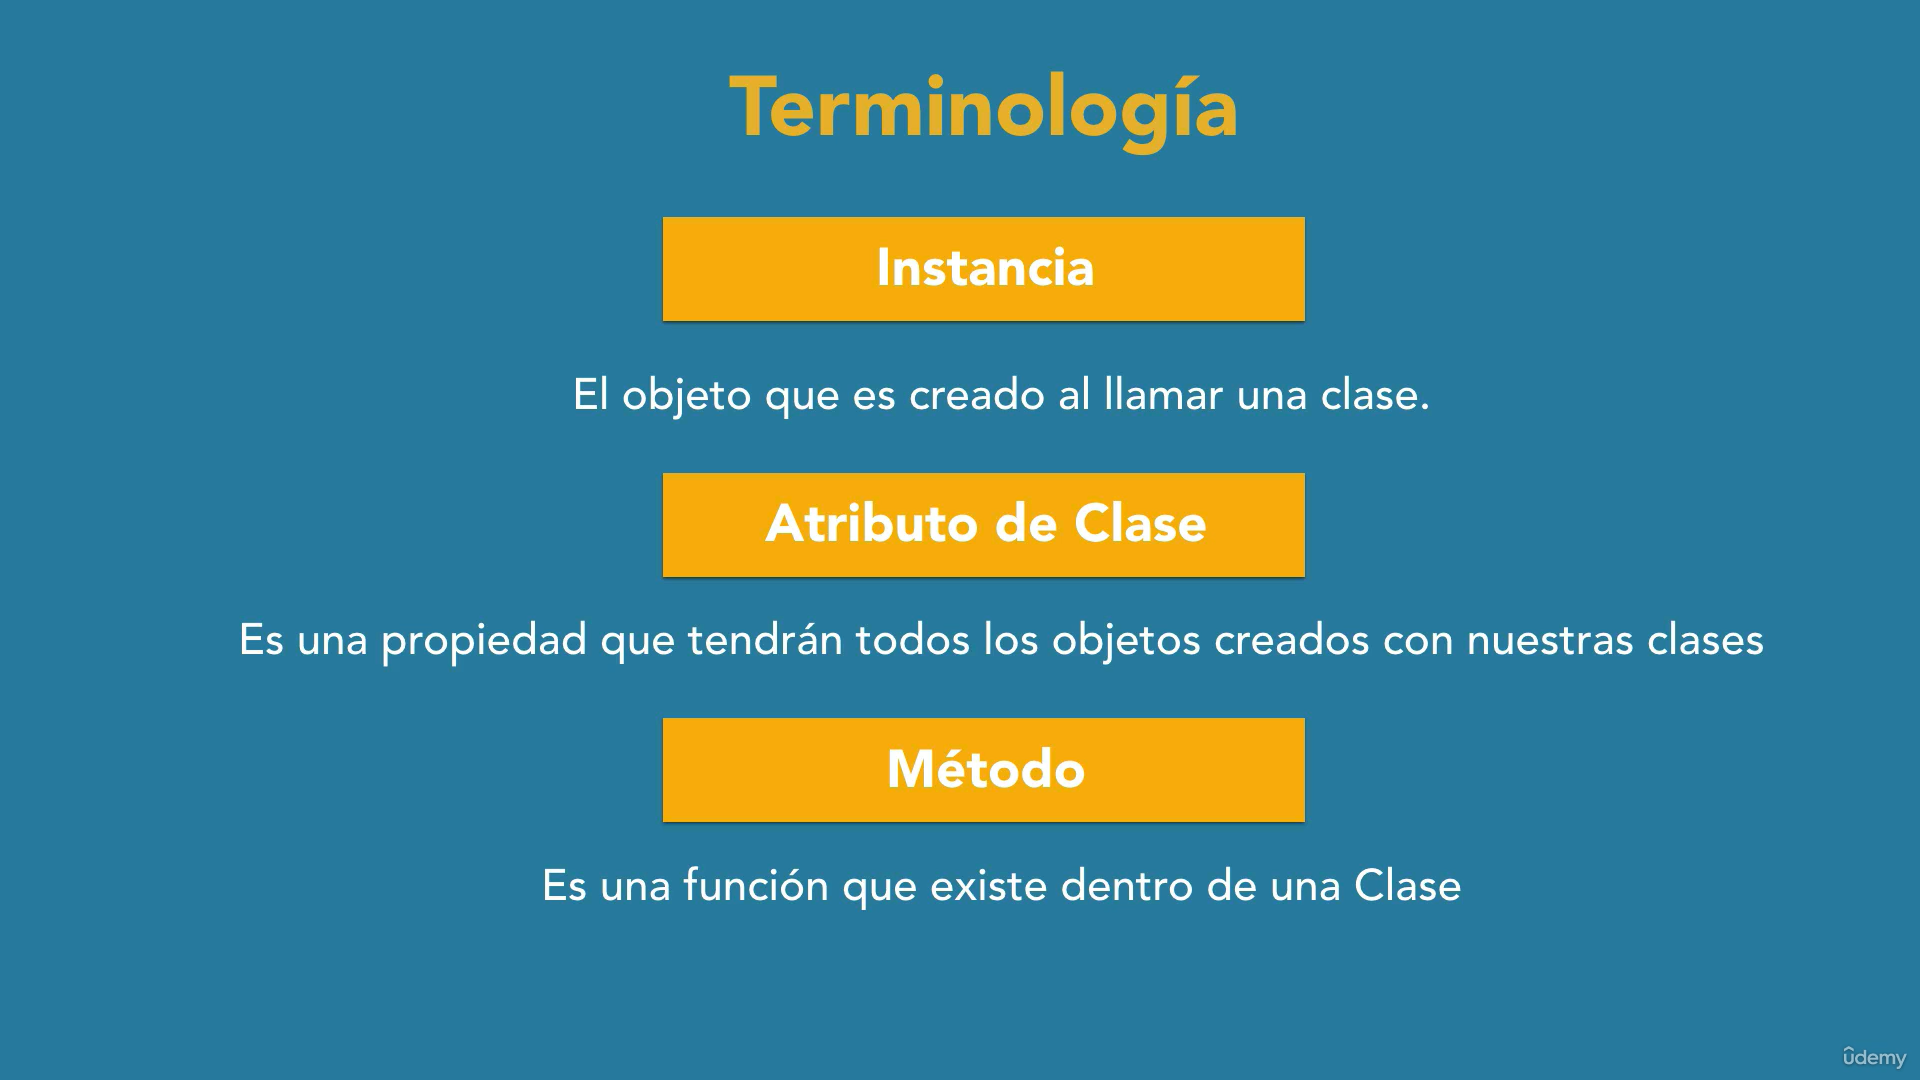 Terminología
Instancia
El objeto que es creado al llamar una clase.
Atributo de Clase
Es una propiedad que tendrán todos los objetos creados con nuestras clases
Método
Es una función que existe dentro de una Clase
ûdemy